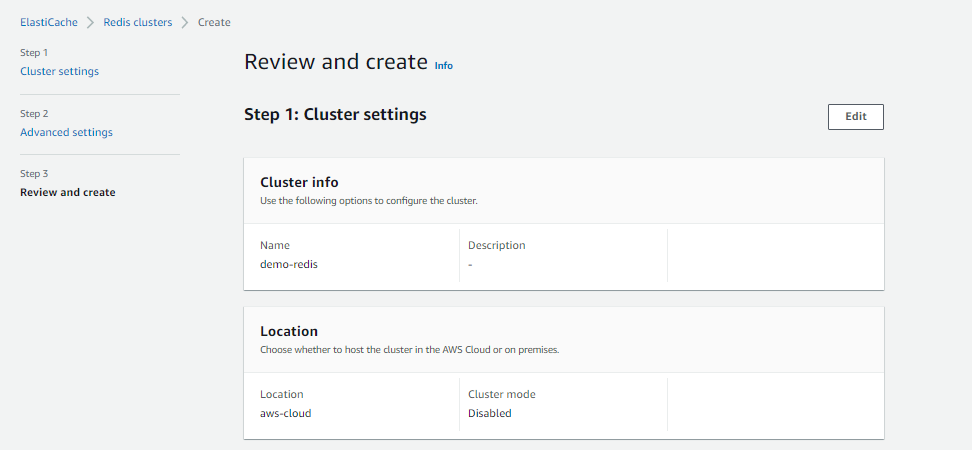 ElastiCache > Redis clusters > Create
Step 1
Cluster settings
Step 2
Advanced settings
Step 3
Review and create
Review and create Info
Step 1: Cluster settings
Edit
Cluster info
Use the following options to configure the cluster.
Name
Description
demo-redis
-
Location
Choose whether to host the cluster in the AWS Cloud or on premises.
Location
Cluster mode
aws-cloud
Disabled